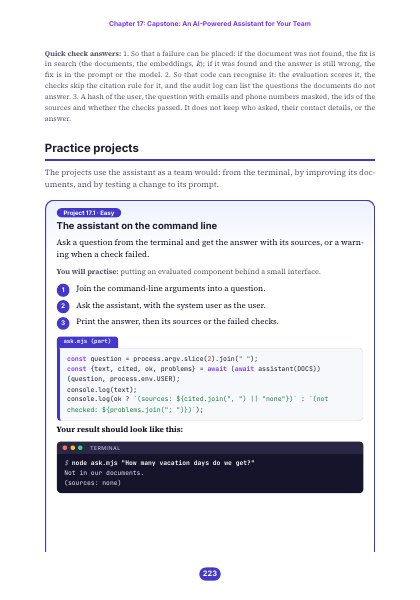 Chapter 17: Capstone: An AI-Powered Assistant for Your Team
Quick check answers: 1. So that a failure can be placed: if the document was not found, the fix is
in search (the documents, the embeddings, k); if it was found and the answer is still wrong, the
fix is in the prompt or the model. 2. So that code can recognise it: the evaluation scores it, the
checks skip the citation rule for it, and the audit log can list the questions the documents do not
answer. 3. A hash of the user, the question with emails and phone numbers masked, the ids of the
sources and whether the checks passed. It does not keep who asked, their contact details, or the
answer.
Practice projects
The projects use the assistant as a team would: from the terminal, by improving its doc-
uments, and by testing a change to its prompt.
Project 17.1 · Easy
The assistant on the command line
Ask a question from the terminal and get the answer with its sources, or a warn-
ing when a check failed.
You will practise: putting an evaluated component behind a small interface.
1 Join the command-line arguments into a question.
2 Ask the assistant, with the system user as the user.
3 Print the answer, then its sources or the failed checks.
ask.mjs (part)
const question = process.argv.slice(2).join(" ");
const {text, cited, ok, problems} = await (await assistant(DOCS))
(question, process.env.USER);
console.log(text);
console.log(ok ? `(sources: ${cited.join(", ") || "none"})` : `(not
checked: ${problems.join("; ")})`);
Your result should look like this:
TERMINAL
$ node ask.mjs "How many vacation days do we get?"
Not in our documents.
(sources: none)
223